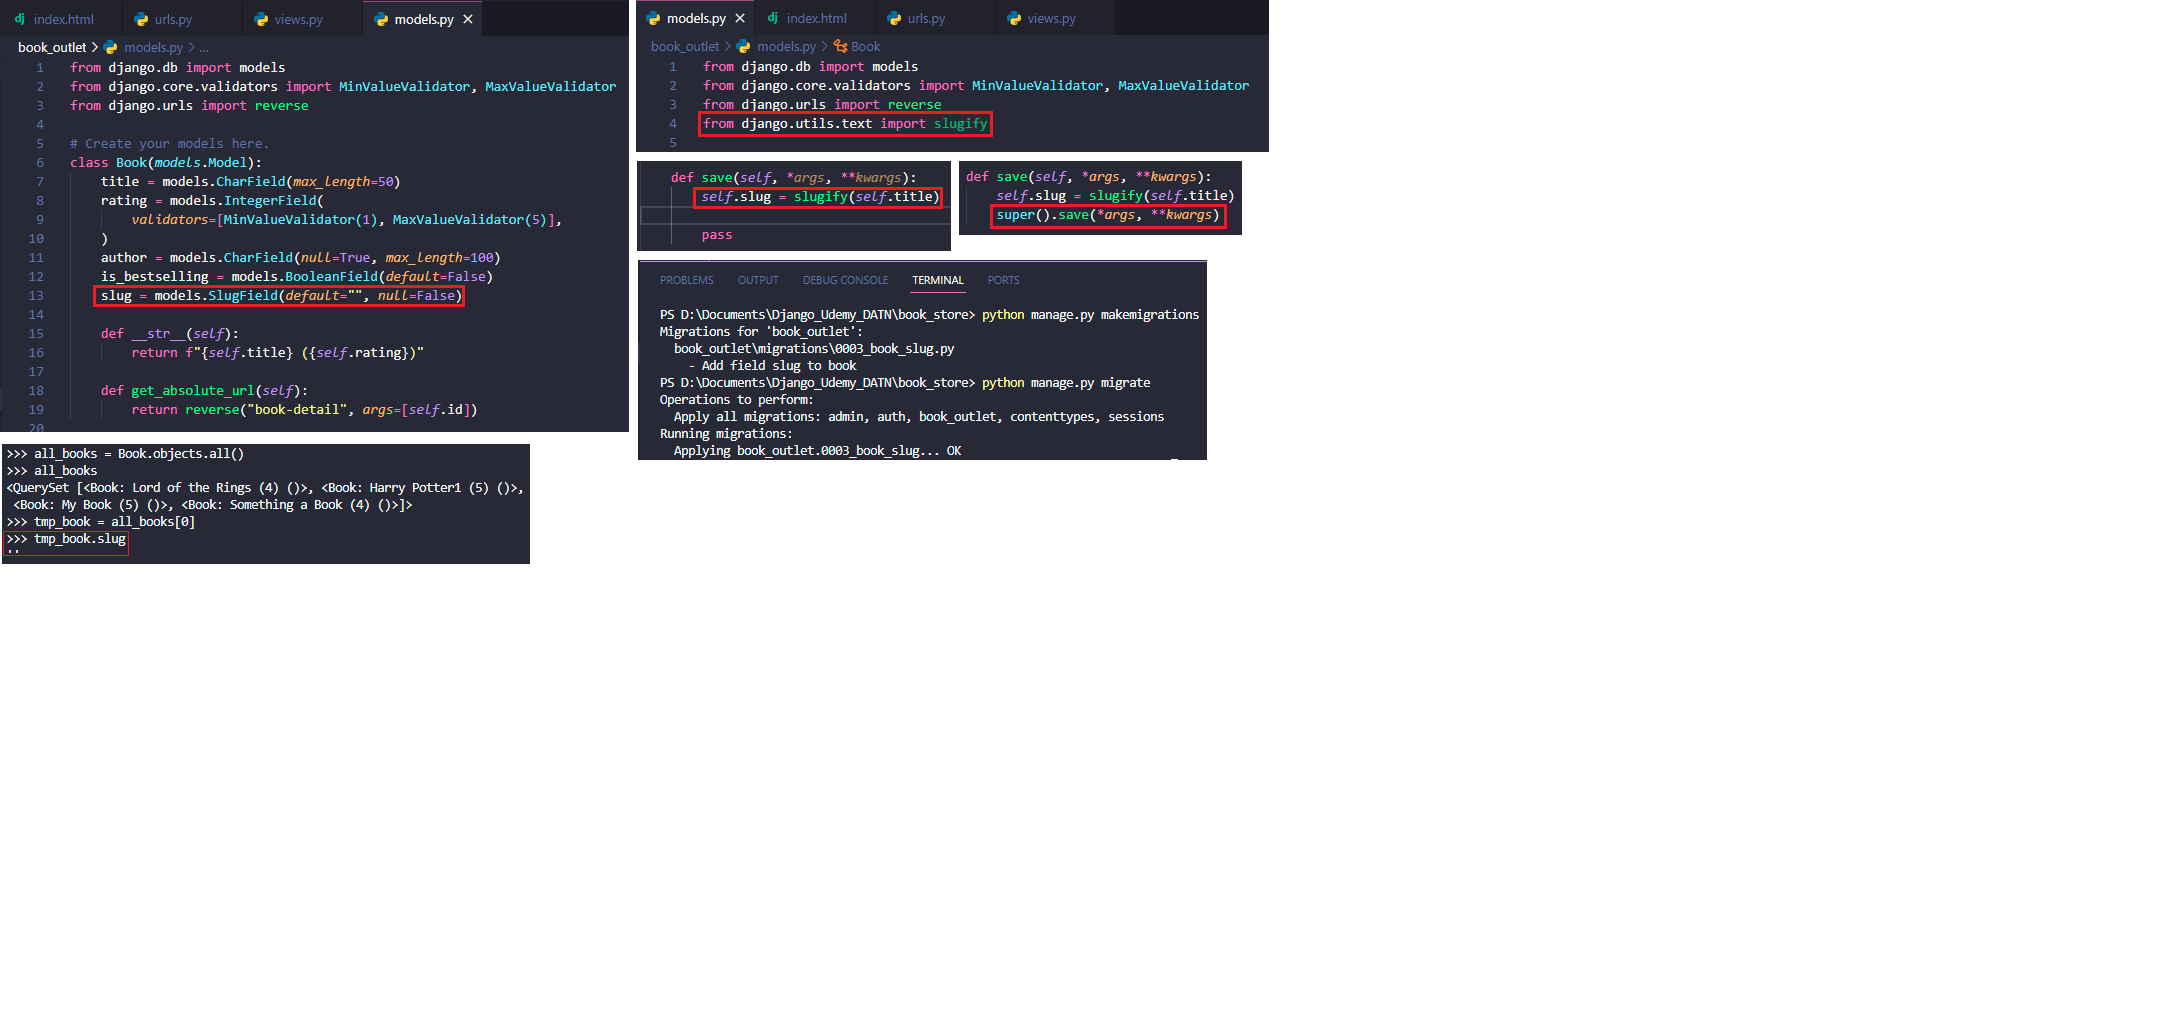 index.html urls.py views.py models.py
book_outlet > models.py > ...
1 from django.db import models
2 from django.core.validators import MinValueValidator, MaxValueValidator
3 from django.urls import reverse
4
5 # Create your models here.
6 class Book(models.Model):
7 title = models.CharField(max_length=50)
8 rating = models.IntegerField(
9 validators=[MinValueValidator(1), MaxValueValidator(5)],
10 )
11 author = models.CharField(null=True, max_length=100)
12 is_bestselling = models.BooleanField(default=False)
13 slug = models.SlugField(default="", null=False)
14
15 def __str__(self):
16 return f"{self.title} ({self.rating})"
17
18 def get_absolute_url(self):
19 return reverse("book-detail", args=[self.id])
20
>>> all_books = Book.objects.all()
>>> all_books
<QuerySet [<Book: Lord of the Rings (4) ()>, <Book: Harry Potter1 (5) ()>,
<Book: My Book (5) ()>, <Book: Something a Book (4) ()>]>
>>> tmp_book = all_books[0]
>>> tmp_book.slug
''
models.py index.html urls.py views.py
book_outlet > models.py > Book
1 from django.db import models
2 from django.core.validators import MinValueValidator, MaxValueValidator
3 from django.urls import reverse
4 from django.utils.text import slugify
5
def save(self, *args, **kwargs):
self.slug = slugify(self.title)
pass
def save(self, *args, **kwargs):
self.slug = slugify(self.title)
super().save(*args, **kwargs)
PROBLEMS OUTPUT DEBUG CONSOLE TERMINAL PORTS
PS D:\Documents\Django_Udemy_DATN\book_store> python manage.py makemigrations
Migrations for 'book_outlet':
book_outlet\migrations\0003_book_slug.py
- Add field slug to book
PS D:\Documents\Django_Udemy_DATN\book_store> python manage.py migrate
Operations to perform:
Apply all migrations: admin, auth, book_outlet, contenttypes, sessions
Running migrations:
Applying book_outlet.0003_book_slug... OK